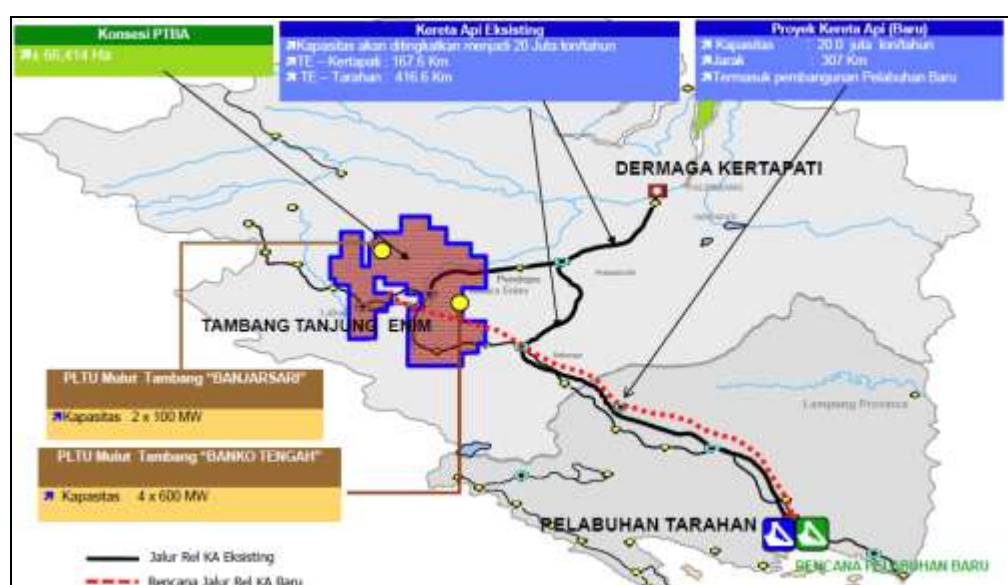 Konsesi PTBA
± 66,414 Ha
Kereta Api Eksisting
Kapasitas akan ditingkatkan menjadi 20 Juta ton/tahun
TE – Kertapati : 167.6 Km
TE – Tarahan : 416.6 Km
Proyek Kereta Api (Baru)
Kapasitas : 20.0 juta ton/tahun
Jarak : 307 Km
Termasuk pembangunan Pelabuhan Baru
DERMAGA KERTAPATI
TAMBANG TANJUNG ENIM
PLTU Mulut Tambang "BANJARSARI"
Kapasitas 2 x 100 MW
Lampung Province
PLTU Mulut Tambang "BANKO TENGAH"
Kapasitas 4 x 600 MW
PELABUHAN TARAHAN
RENCANA PELABUHAN BARU
Jalur Rel KA Eksisting
Rencana Jalur Rel KA Baru